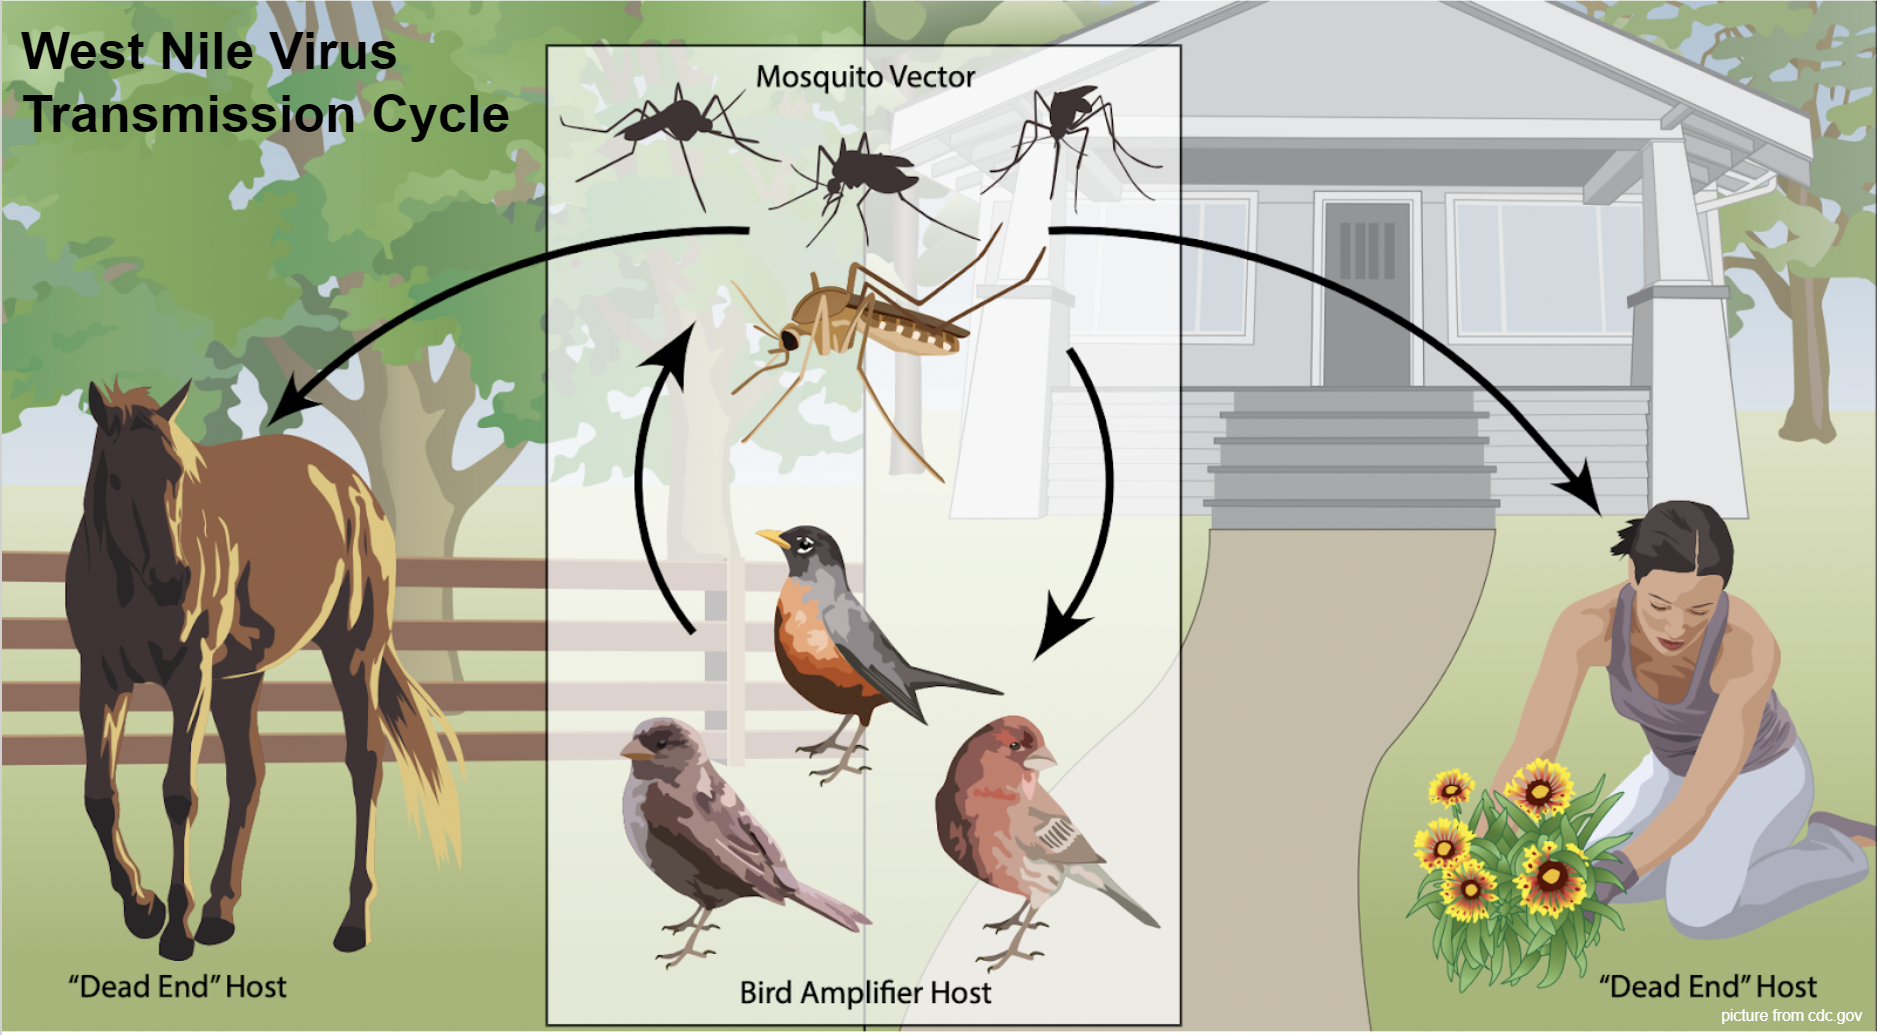 West Nile Virus
Transmission Cycle
Mosquito Vector
“Dead End” Host
Bird Amplifier Host
“Dead End” Host
picture from cdc.gov